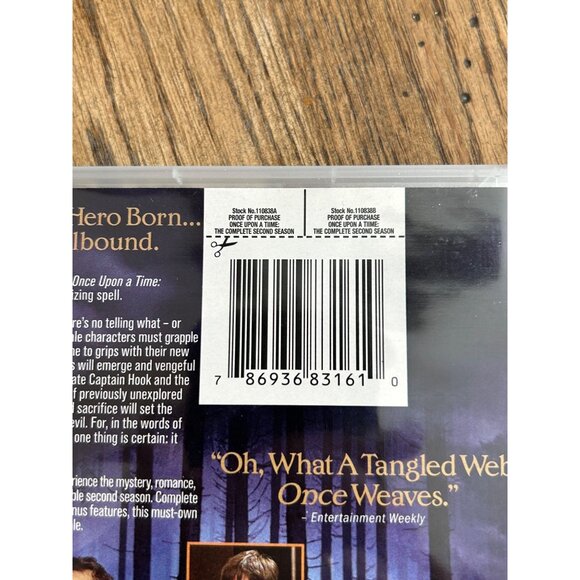 Stock No.110838A
PROOF OF PURCHASE
ONCE UPON A TIIME:
THE COMPLETE SECOND SEASON
Stock No.110838B
PROOF OF PURCHASE
ONCE UPON A TIIME:
THE COMPLETE SECOND SEASON
7 86936 83161 0
Hero Born...
llbound.
Once Upon a Time:
izing spell.
re's no telling what – or
ble characters must grapple
me to grips with their new
s will emerge and vengeful
ate Captain Hook and the
f previously unexplored
l sacrifice will set the
evil. For, in the words of
one thing is certain: it
erience the mystery, romance,
ble second season. Complete
nus features, this must-own
le.
“Oh, What A Tangled Web
Once Weaves.”
– Entertainment Weekly